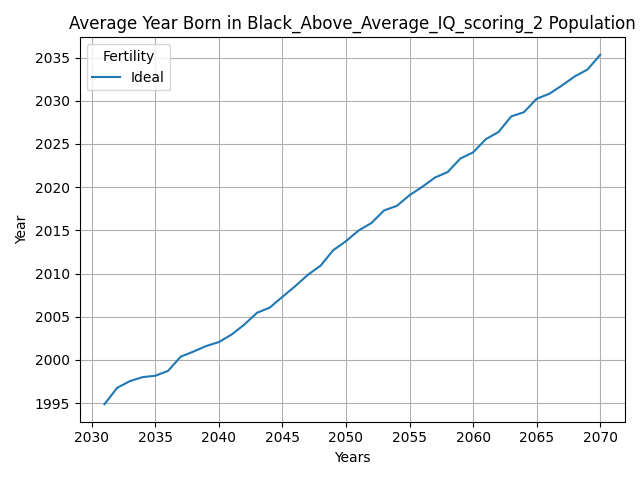 Average Year Born in Black_Above_Average_IQ_scoring_2 Population
Fertility
Ideal
2035
2030
2025
2020
2015
2010
2005
2000
1995
Year
2030 2035 2040 2045 2050 2055 2060 2065 2070
Years